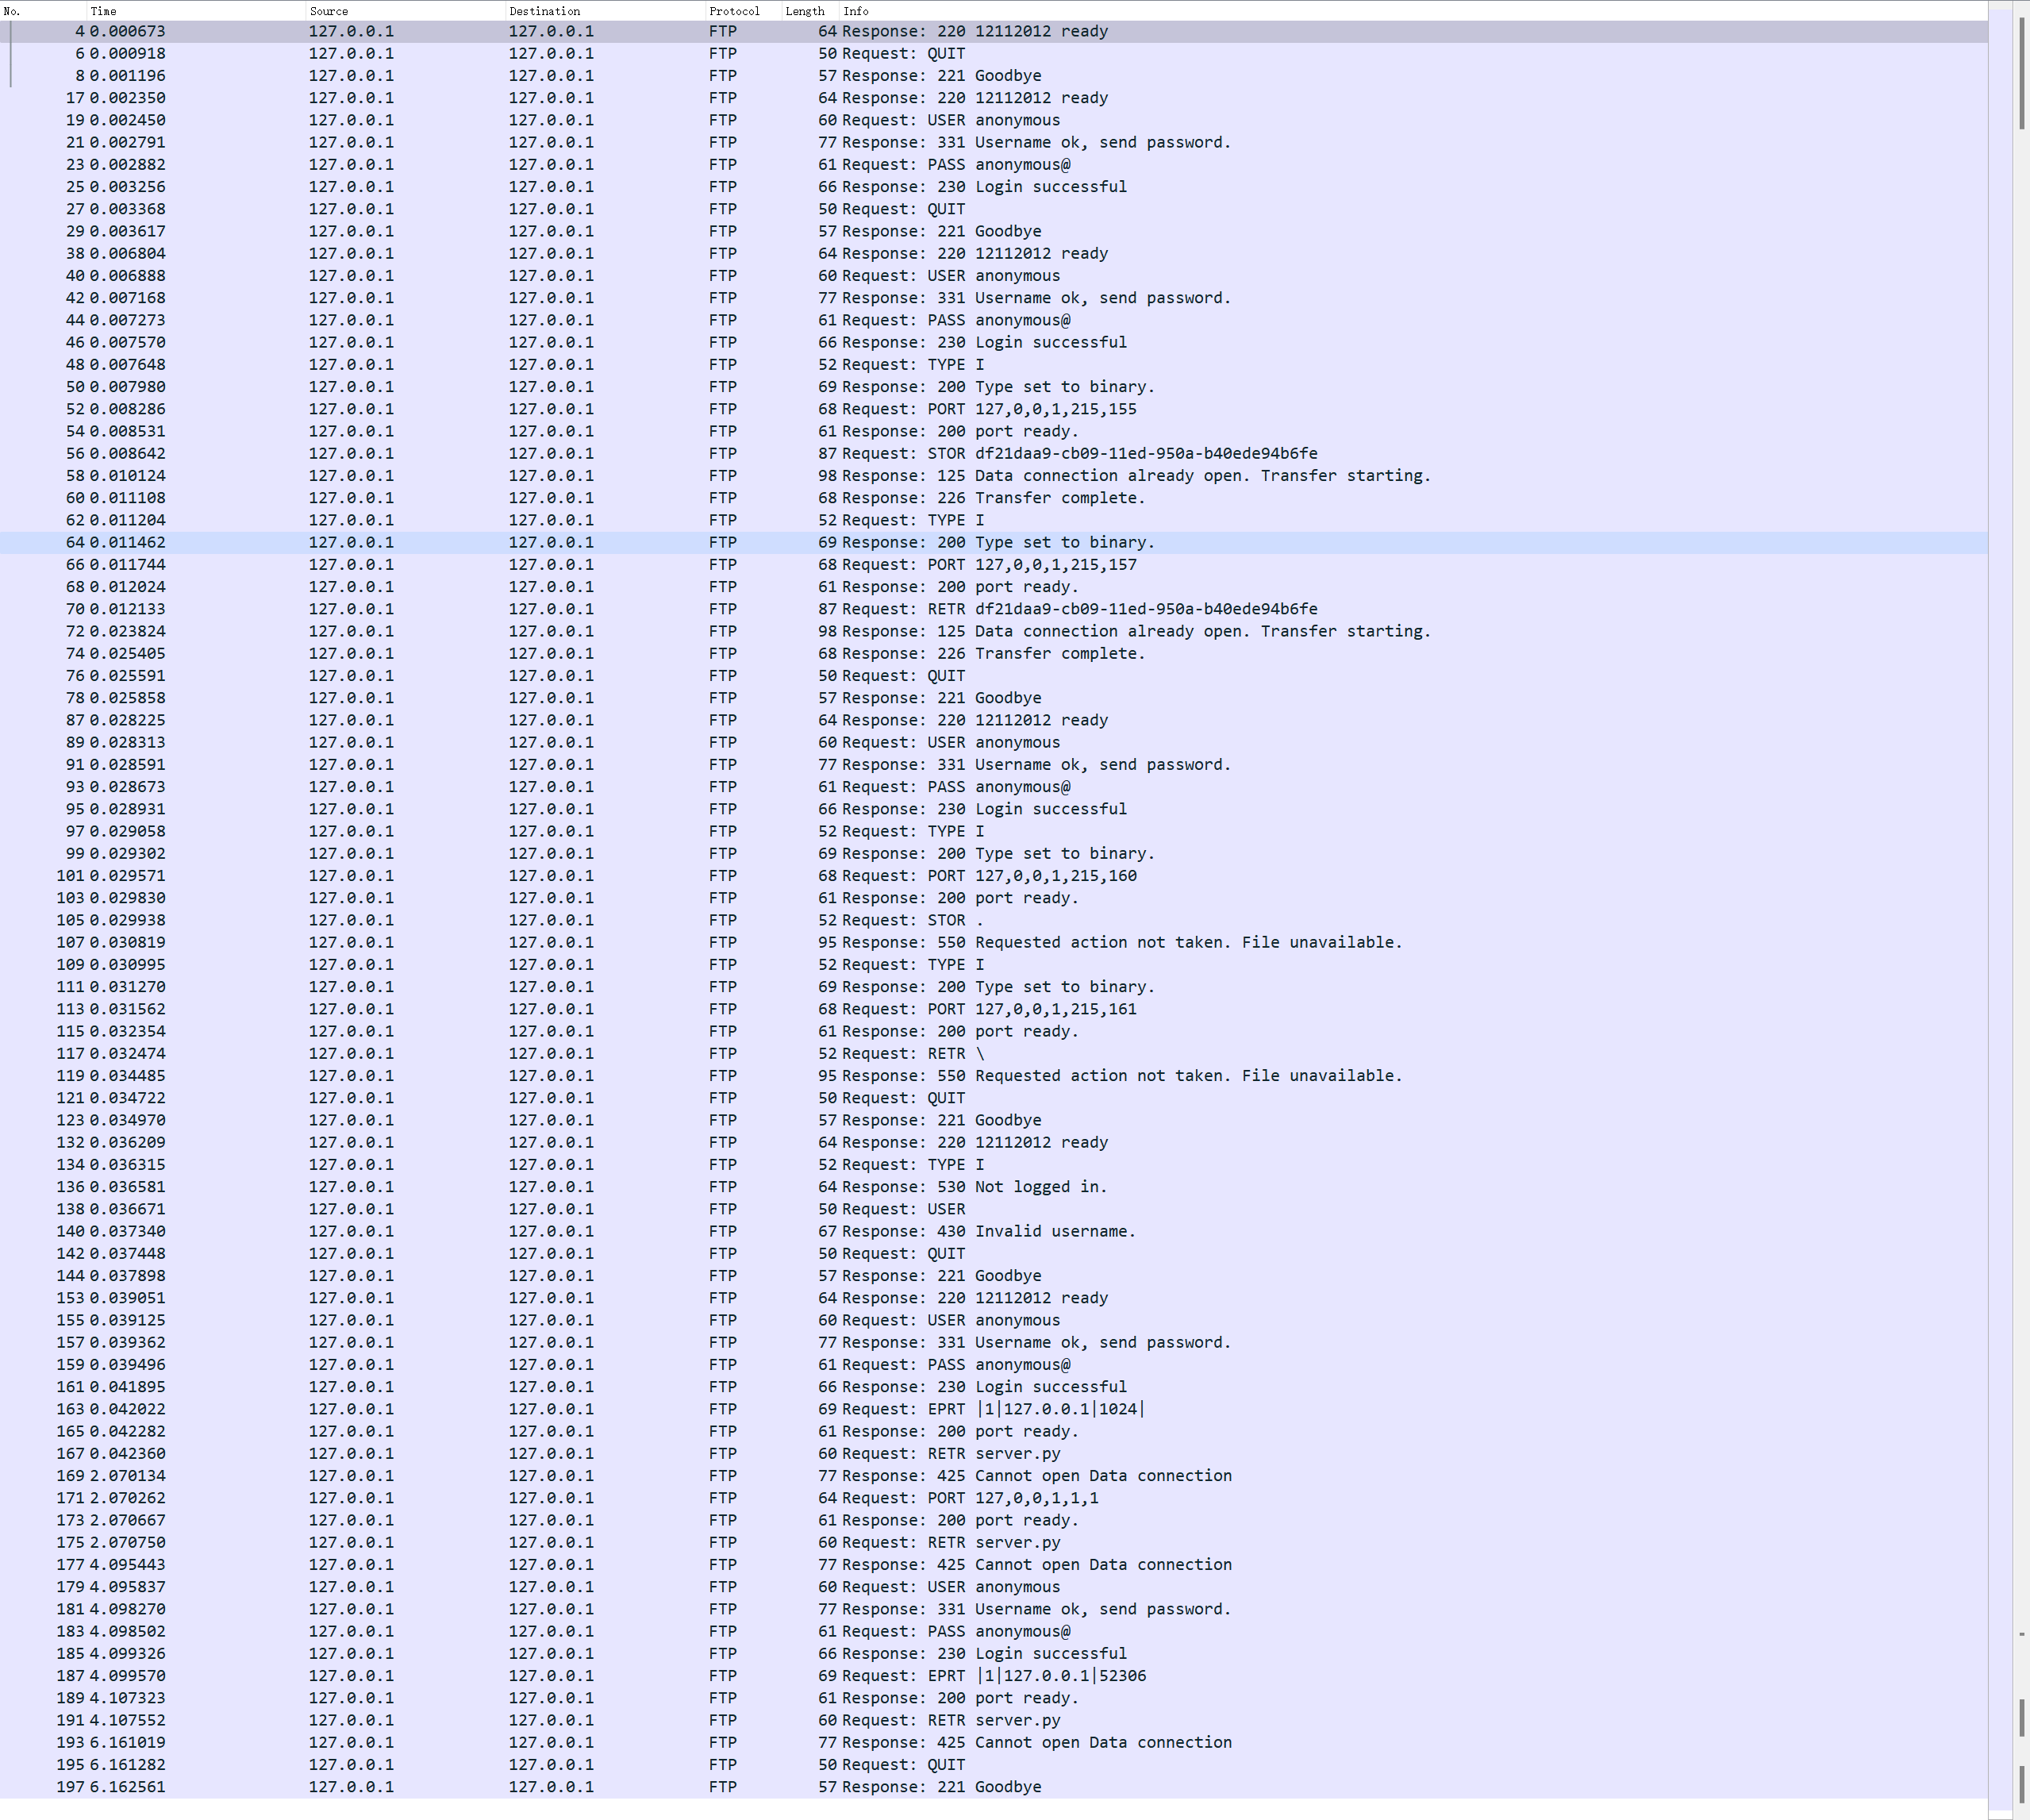 No. Time Source Destination Protocol Length Info
4 0.000673 127.0.0.1 127.0.0.1 FTP 64 Response: 220 12112012 ready
6 0.000918 127.0.0.1 127.0.0.1 FTP 50 Request: QUIT
8 0.001196 127.0.0.1 127.0.0.1 FTP 57 Response: 221 Goodbye
17 0.002350 127.0.0.1 127.0.0.1 FTP 64 Response: 220 12112012 ready
19 0.002450 127.0.0.1 127.0.0.1 FTP 60 Request: USER anonymous
21 0.002791 127.0.0.1 127.0.0.1 FTP 77 Response: 331 Username ok, send password.
23 0.002882 127.0.0.1 127.0.0.1 FTP 61 Request: PASS anonymous@
25 0.003256 127.0.0.1 127.0.0.1 FTP 66 Response: 230 Login successful
27 0.003368 127.0.0.1 127.0.0.1 FTP 50 Request: QUIT
29 0.003617 127.0.0.1 127.0.0.1 FTP 57 Response: 221 Goodbye
38 0.006804 127.0.0.1 127.0.0.1 FTP 64 Response: 220 12112012 ready
40 0.006888 127.0.0.1 127.0.0.1 FTP 60 Request: USER anonymous
42 0.007168 127.0.0.1 127.0.0.1 FTP 77 Response: 331 Username ok, send password.
44 0.007273 127.0.0.1 127.0.0.1 FTP 61 Request: PASS anonymous@
46 0.007570 127.0.0.1 127.0.0.1 FTP 66 Response: 230 Login successful
48 0.007648 127.0.0.1 127.0.0.1 FTP 52 Request: TYPE I
50 0.007980 127.0.0.1 127.0.0.1 FTP 69 Response: 200 Type set to binary.
52 0.008286 127.0.0.1 127.0.0.1 FTP 68 Request: PORT 127,0,0,1,215,155
54 0.008531 127.0.0.1 127.0.0.1 FTP 61 Response: 200 port ready.
56 0.008642 127.0.0.1 127.0.0.1 FTP 87 Request: STOR df21daa9-cb09-11ed-950a-b40ede94b6fe
58 0.010124 127.0.0.1 127.0.0.1 FTP 98 Response: 125 Data connection already open. Transfer starting.
60 0.011108 127.0.0.1 127.0.0.1 FTP 68 Response: 226 Transfer complete.
62 0.011204 127.0.0.1 127.0.0.1 FTP 52 Request: TYPE I
64 0.011462 127.0.0.1 127.0.0.1 FTP 69 Response: 200 Type set to binary.
66 0.011744 127.0.0.1 127.0.0.1 FTP 68 Request: PORT 127,0,0,1,215,157
68 0.012024 127.0.0.1 127.0.0.1 FTP 61 Response: 200 port ready.
70 0.012133 127.0.0.1 127.0.0.1 FTP 87 Request: RETR df21daa9-cb09-11ed-950a-b40ede94b6fe
72 0.023824 127.0.0.1 127.0.0.1 FTP 98 Response: 125 Data connection already open. Transfer starting.
74 0.025405 127.0.0.1 127.0.0.1 FTP 68 Response: 226 Transfer complete.
76 0.025591 127.0.0.1 127.0.0.1 FTP 50 Request: QUIT
78 0.025858 127.0.0.1 127.0.0.1 FTP 57 Response: 221 Goodbye
87 0.028225 127.0.0.1 127.0.0.1 FTP 64 Response: 220 12112012 ready
89 0.028313 127.0.0.1 127.0.0.1 FTP 60 Request: USER anonymous
91 0.028591 127.0.0.1 127.0.0.1 FTP 77 Response: 331 Username ok, send password.
93 0.028673 127.0.0.1 127.0.0.1 FTP 61 Request: PASS anonymous@
95 0.028931 127.0.0.1 127.0.0.1 FTP 66 Response: 230 Login successful
97 0.029058 127.0.0.1 127.0.0.1 FTP 52 Request: TYPE I
99 0.029302 127.0.0.1 127.0.0.1 FTP 69 Response: 200 Type set to binary.
101 0.029571 127.0.0.1 127.0.0.1 FTP 68 Request: PORT 127,0,0,1,215,160
103 0.029830 127.0.0.1 127.0.0.1 FTP 61 Response: 200 port ready.
105 0.029938 127.0.0.1 127.0.0.1 FTP 52 Request: STOR .
107 0.030819 127.0.0.1 127.0.0.1 FTP 95 Response: 550 Requested action not taken. File unavailable.
109 0.030995 127.0.0.1 127.0.0.1 FTP 52 Request: TYPE I
111 0.031270 127.0.0.1 127.0.0.1 FTP 69 Response: 200 Type set to binary.
113 0.031562 127.0.0.1 127.0.0.1 FTP 68 Request: PORT 127,0,0,1,215,161
115 0.032354 127.0.0.1 127.0.0.1 FTP 61 Response: 200 port ready.
117 0.032474 127.0.0.1 127.0.0.1 FTP 52 Request: RETR \
119 0.034485 127.0.0.1 127.0.0.1 FTP 95 Response: 550 Requested action not taken. File unavailable.
121 0.034722 127.0.0.1 127.0.0.1 FTP 50 Request: QUIT
123 0.034970 127.0.0.1 127.0.0.1 FTP 57 Response: 221 Goodbye
132 0.036209 127.0.0.1 127.0.0.1 FTP 64 Response: 220 12112012 ready
134 0.036315 127.0.0.1 127.0.0.1 FTP 52 Request: TYPE I
136 0.036581 127.0.0.1 127.0.0.1 FTP 64 Response: 530 Not logged in.
138 0.036671 127.0.0.1 127.0.0.1 FTP 50 Request: USER
140 0.037340 127.0.0.1 127.0.0.1 FTP 67 Response: 430 Invalid username.
142 0.037448 127.0.0.1 127.0.0.1 FTP 50 Request: QUIT
144 0.037898 127.0.0.1 127.0.0.1 FTP 57 Response: 221 Goodbye
153 0.039051 127.0.0.1 127.0.0.1 FTP 64 Response: 220 12112012 ready
155 0.039125 127.0.0.1 127.0.0.1 FTP 60 Request: USER anonymous
157 0.039362 127.0.0.1 127.0.0.1 FTP 77 Response: 331 Username ok, send password.
159 0.039496 127.0.0.1 127.0.0.1 FTP 61 Request: PASS anonymous@
161 0.041895 127.0.0.1 127.0.0.1 FTP 66 Response: 230 Login successful
163 0.042022 127.0.0.1 127.0.0.1 FTP 69 Request: EPRT |1|127.0.0.1|1024|
165 0.042282 127.0.0.1 127.0.0.1 FTP 61 Response: 200 port ready.
167 0.042360 127.0.0.1 127.0.0.1 FTP 60 Request: RETR server.py
169 2.070134 127.0.0.1 127.0.0.1 FTP 77 Response: 425 Cannot open Data connection
171 2.070262 127.0.0.1 127.0.0.1 FTP 64 Request: PORT 127,0,0,1,1,1
173 2.070667 127.0.0.1 127.0.0.1 FTP 61 Response: 200 port ready.
175 2.070750 127.0.0.1 127.0.0.1 FTP 60 Request: RETR server.py
177 4.095443 127.0.0.1 127.0.0.1 FTP 77 Response: 425 Cannot open Data connection
179 4.095837 127.0.0.1 127.0.0.1 FTP 60 Request: USER anonymous
181 4.098270 127.0.0.1 127.0.0.1 FTP 77 Response: 331 Username ok, send password.
183 4.098502 127.0.0.1 127.0.0.1 FTP 61 Request: PASS anonymous@
185 4.099326 127.0.0.1 127.0.0.1 FTP 66 Response: 230 Login successful
187 4.099570 127.0.0.1 127.0.0.1 FTP 69 Request: EPRT |1|127.0.0.1|52306
189 4.107323 127.0.0.1 127.0.0.1 FTP 61 Response: 200 port ready.
191 4.107552 127.0.0.1 127.0.0.1 FTP 60 Request: RETR server.py
193 6.161019 127.0.0.1 127.0.0.1 FTP 77 Response: 425 Cannot open Data connection
195 6.161282 127.0.0.1 127.0.0.1 FTP 50 Request: QUIT
197 6.162561 127.0.0.1 127.0.0.1 FTP 57 Response: 221 Goodbye